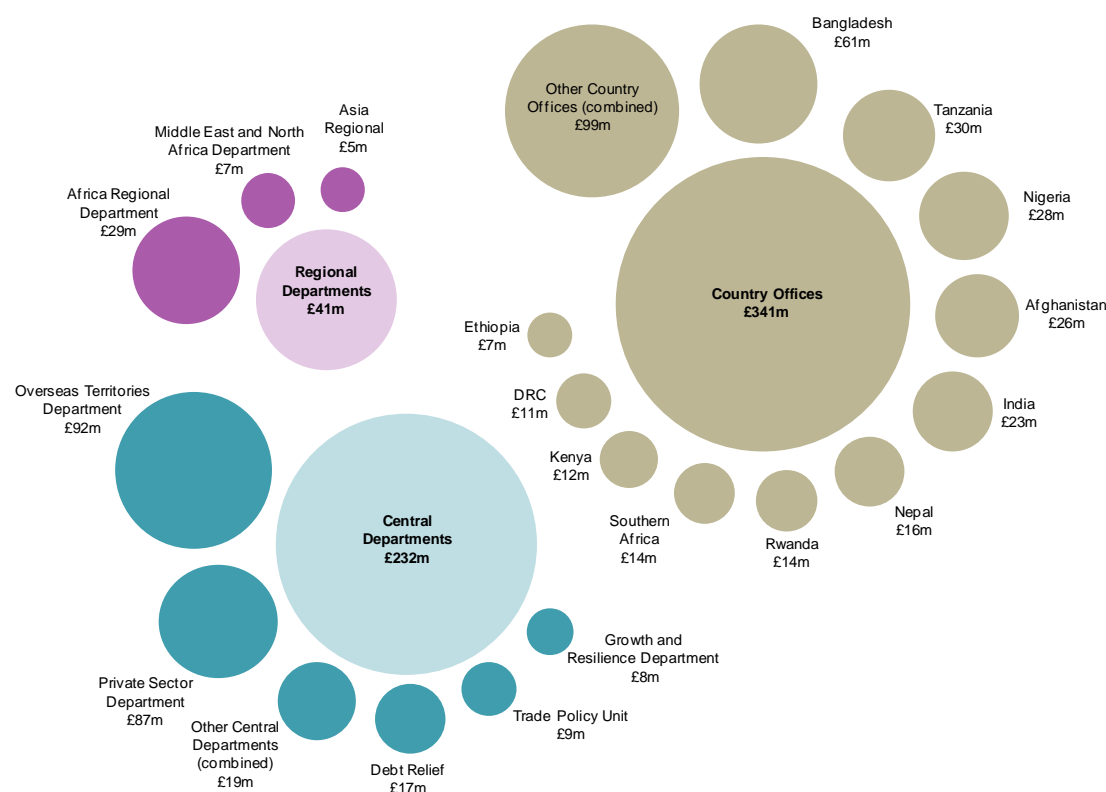 Bangladesh
£61m
Other Country
Offices (combined)
£99m
Tanzania
£30m
Nigeria
£28m
Country Offices
£341m
Afghanistan
£26m
India
£23m
Nepal
£16m
Rwanda
£14m
Southern
Africa
£14m
Kenya
£12m
DRC
£11m
Ethiopia
£7m
Asia
Regional
£5m
Middle East and North
Africa Department
£7m
Africa Regional
Department
£29m
Regional
Departments
£41m
Overseas Territories
Department
£92m
Central
Departments
£232m
Private Sector
Department
£87m
Other Central
Departments
(combined)
£19m
Debt Relief
£17m
Trade Policy Unit
£9m
Growth and
Resilience Department
£8m